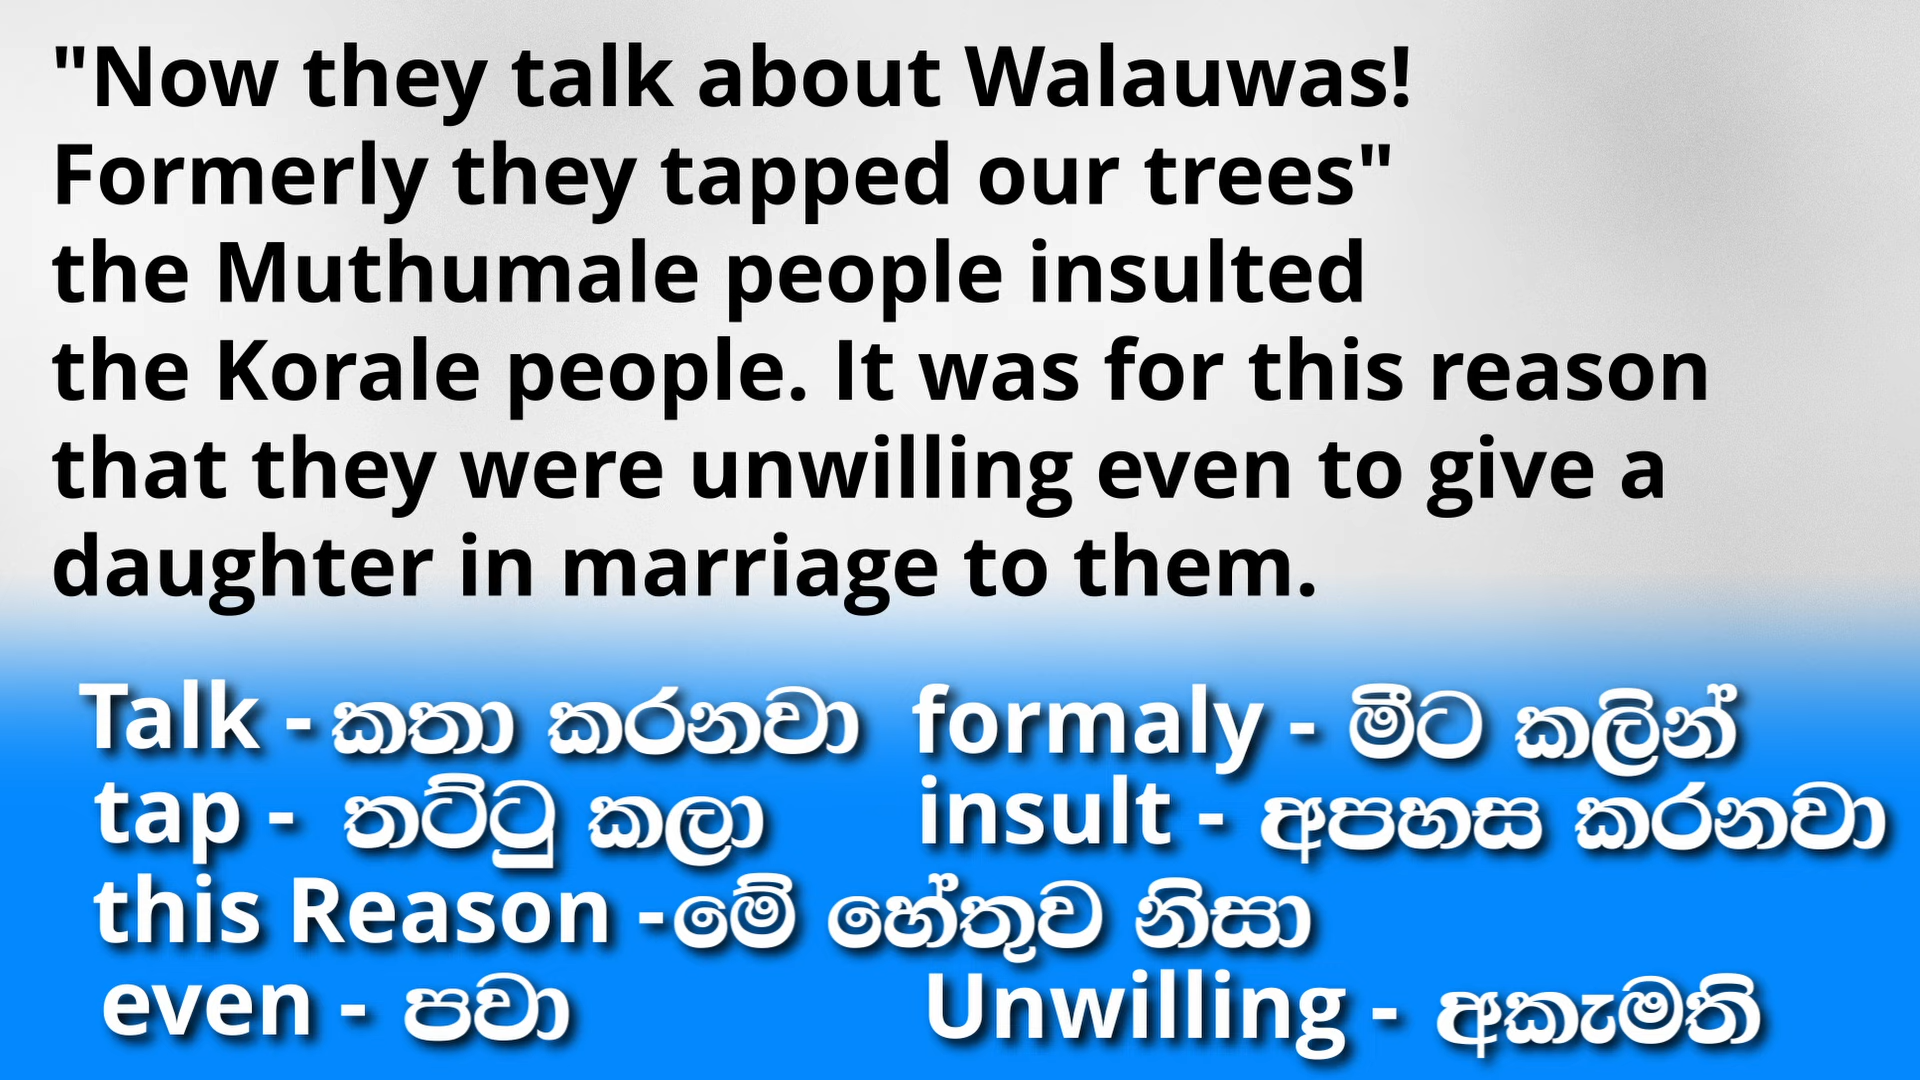 "Now they talk about Walauwas!
Formerly they tapped our trees"
the Muthumale people insulted
the Korale people. It was for this reason
that they were unwilling even to give a
daughter in marriage to them.
Talk - කතා කරනවා formaly - මීට කලින්
tap - තට්ටු කලා insult - අපහස කරනවා
this Reason - මේ හේතුව නිසා
even - පවා Unwilling - අකැමති